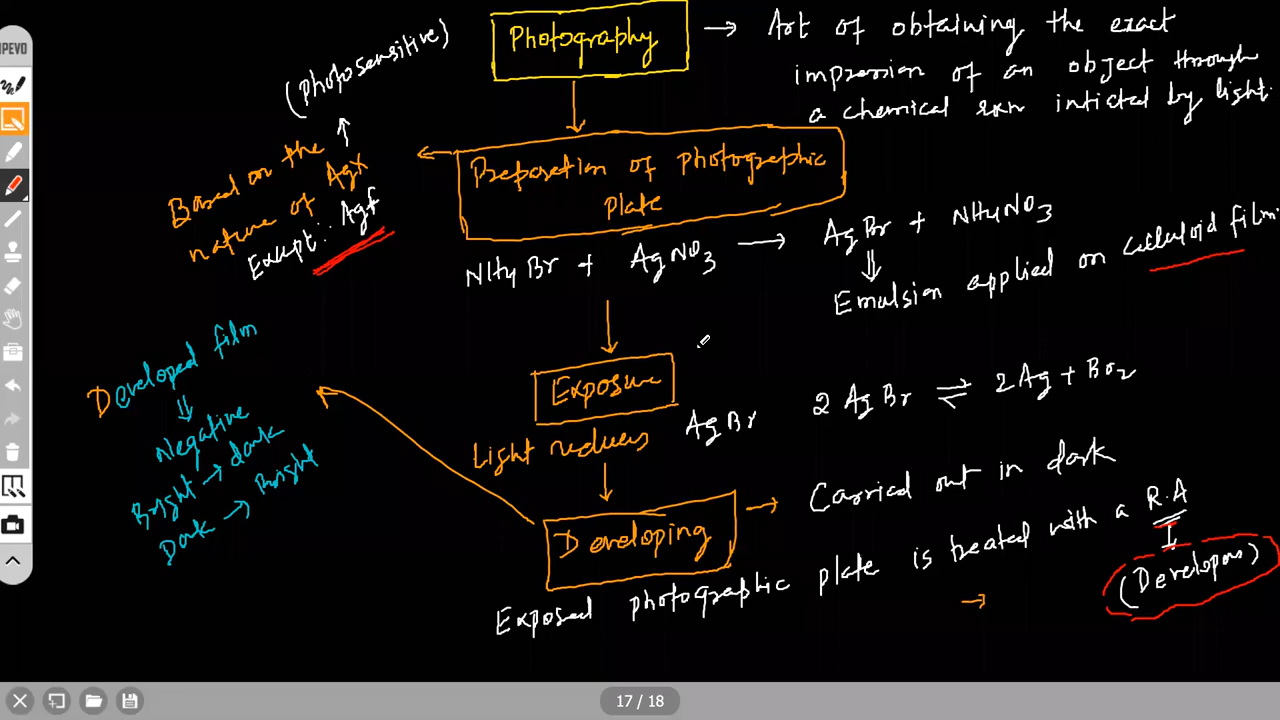 IPEVO
Photography → Art of obtaining the exact
impression of an object through
a chemical rxn inticted by light.
(photosensitive)
Based on the
nature of AgX
Except: AgF
Preparation of photographic
plate
NH4Br + AgNO3 → AgBr + NH4NO3
Emulsion applied on celluloid film.
Exposure
Light reduces AgBr 2AgBr ⇌ 2Ag + Br2
Developing → Carried out in dark
Exposed photographic plate is treated with a R.A
(Developer)
→
Developed film
Negative
Bright → dark
Dark → Bright
17 / 18